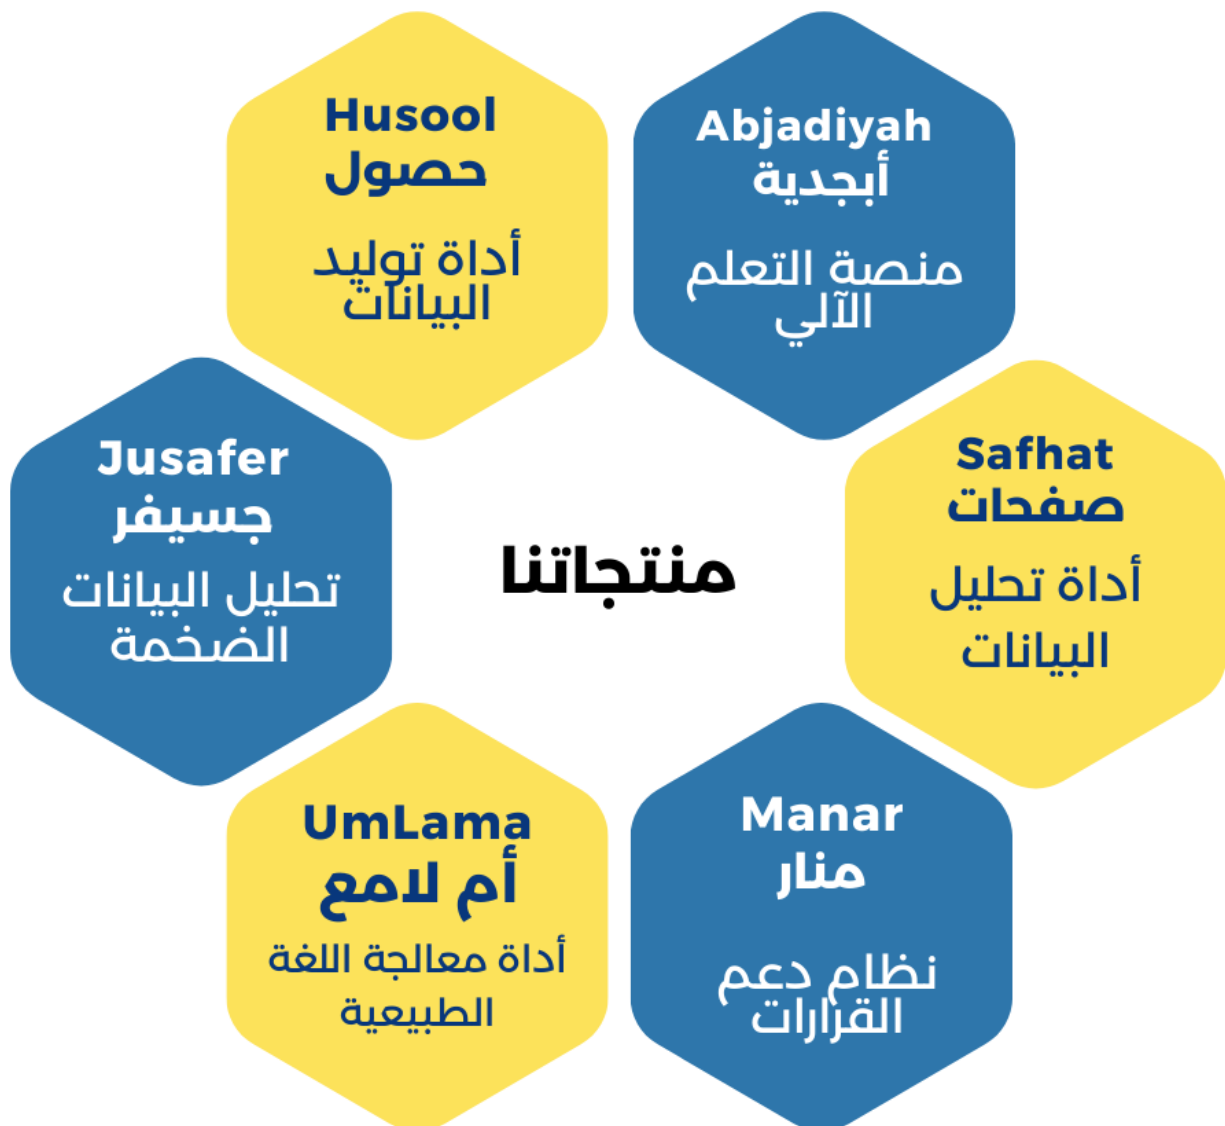 Husool
حصول
أداة توليد
البيانات
Abjadiyah
أبجدية
منصة التعلم
الآلي
Jusafer
جسيفر
تحليل البيانات
الضخمة
منتجاتنا
Safhat
صفحات
أداة تحليل
البيانات
UmLama
أم لامع
أداة معالجة اللغة
الطبيعية
Manar
منار
نظام دعم
القرارات